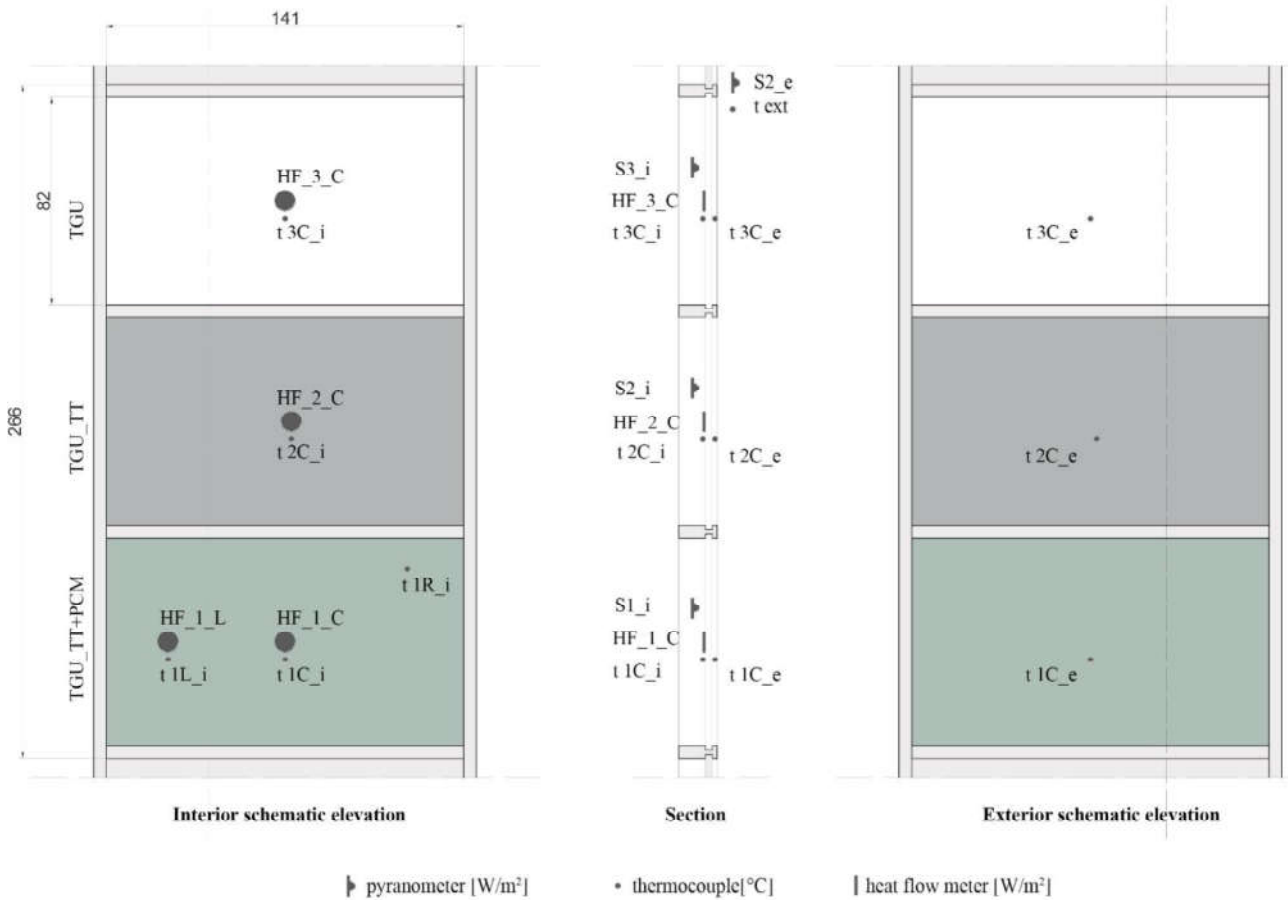 141
266
82
TGU
HF_3_C
t 3C_i
TGU_TT
HF_2_C
t 2C_i
TGU_TT+PCM
t 1R_i
HF_1_L
HF_1_C
t 1L_i
t 1C_i
Interior schematic elevation
S2_e
t ext
S3_i
HF_3_C
t 3C_i
t 3C_e
S2_i
HF_2_C
t 2C_i
t 2C_e
S1_i
HF_1_C
t 1C_i
t 1C_e
Section
t 3C_e
t 2C_e
t 1C_e
Exterior schematic elevation
pyranometer [W/m²]
thermocouple[°C]
heat flow meter [W/m²]